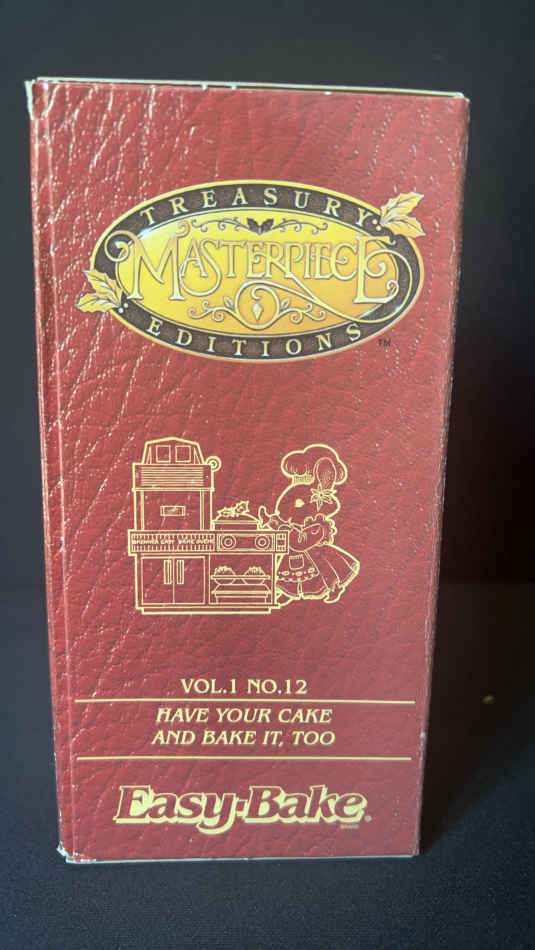 TREASURY
MASTERPIECE
EDITIONS
TM
VOL.1 NO.12
HAVE YOUR CAKE
AND BAKE IT, TOO
Easy-Bake®